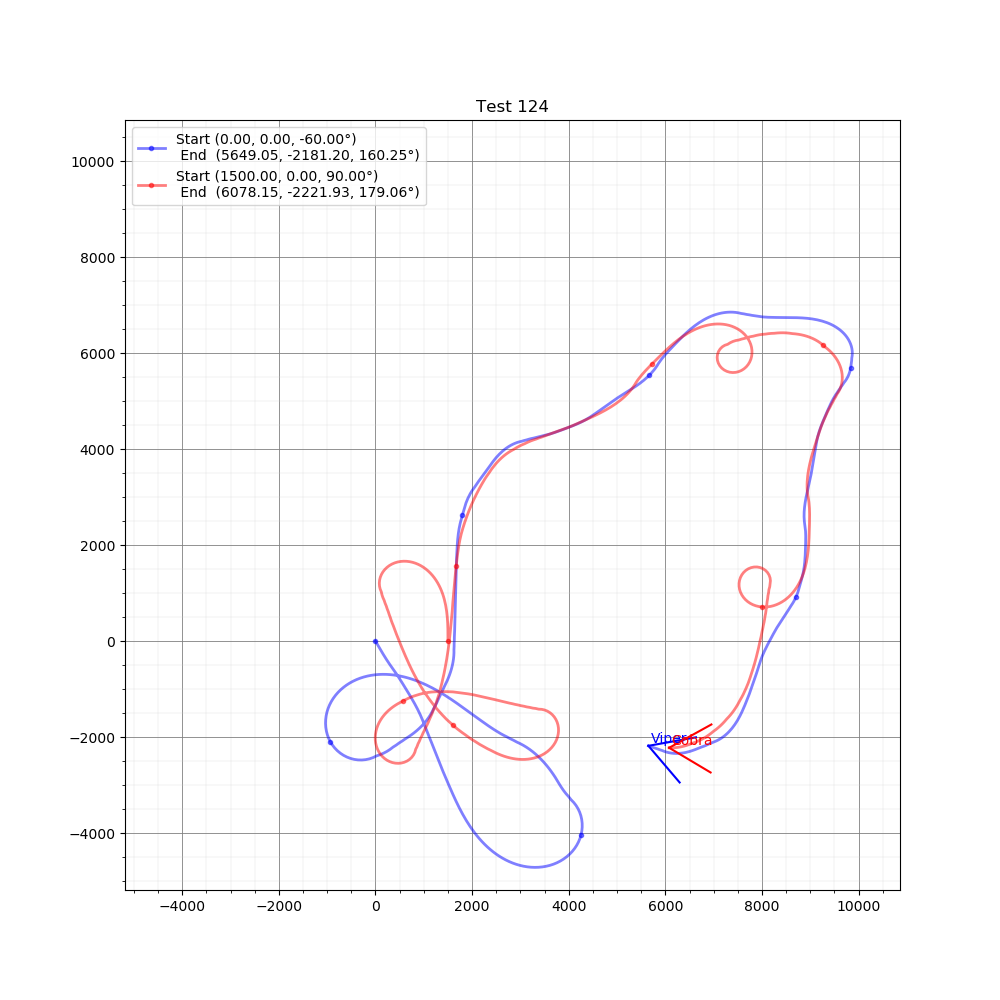 Test 124
Start (0.00, 0.00, -60.00°)
End (5649.05, -2181.20, 160.25°)
Start (1500.00, 0.00, 90.00°)
End (6078.15, -2221.93, 179.06°)
10000
8000
6000
4000
2000
0
−2000
−4000
Viper
Cobra
−4000 −2000 0 2000 4000 6000 8000 10000